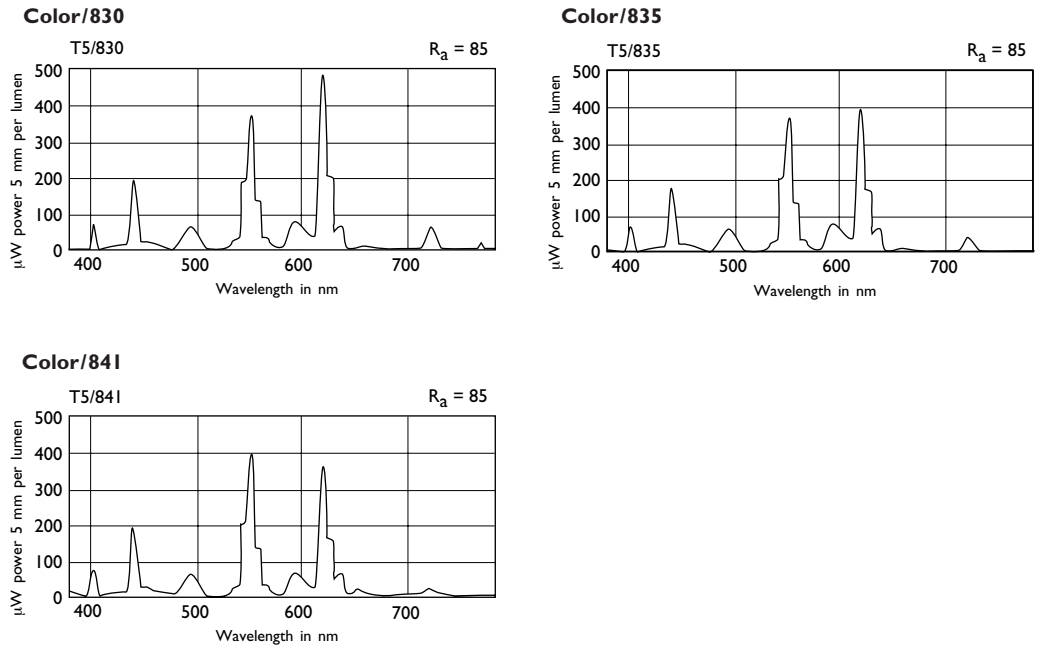 Color/830
T5/830 Ra = 85
µW power 5 mm per lumen
500
400
300
200
100
0
400 500 600 700
Wavelength in nm
Color/835
T5/835 Ra = 85
µW power 5 mm per lumen
500
400
300
200
100
0
400 500 600 700
Wavelength in nm
Color/841
T5/841 Ra = 85
µW power 5 mm per lumen
500
400
300
200
100
0
400 500 600 700
Wavelength in nm